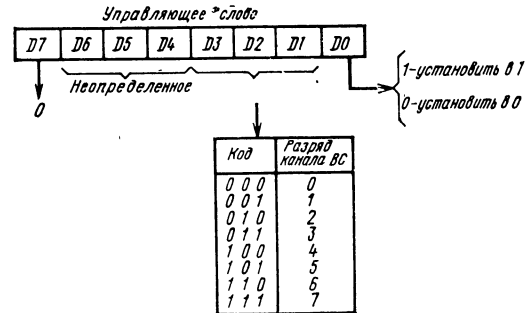 Управляющее слово
D7 D6 D5 D4 D3 D2 D1 D0
1-установить в 1
Неопределенное
0
0-установить в 0
Код Разряд канала ВС
0 0 0 0
0 0 1 1
0 1 0 2
0 1 1 3
1 0 0 4
1 0 1 5
1 1 0 6
1 1 1 7